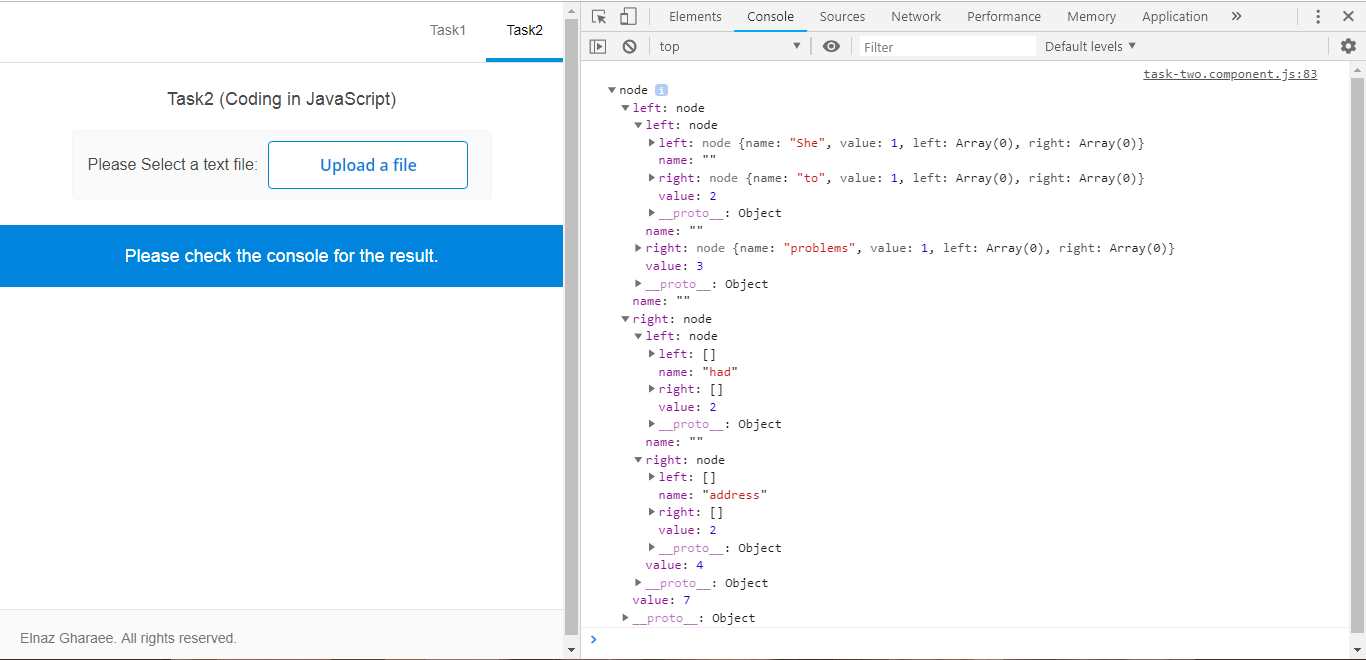 Task1 Task2
Task2 (Coding in JavaScript)
Please Select a text file: Upload a file
Please check the console for the result.
Elnaz Gharaee. All rights reserved.
Elements Console Sources Network Performance Memory Application »
top ▼ Filter Default levels ▼
task-two.component.js:83
▼node i
▼left: node
▼left: node
▶left: node {name: "She", value: 1, left: Array(0), right: Array(0)}
name: ""
▶right: node {name: "to", value: 1, left: Array(0), right: Array(0)}
value: 2
▶__proto__: Object
name: ""
▶right: node {name: "problems", value: 1, left: Array(0), right: Array(0)}
value: 3
▶__proto__: Object
name: ""
▼right: node
▼left: node
▶left: []
name: "had"
▶right: []
value: 2
▶__proto__: Object
name: ""
▼right: node
▶left: []
name: "address"
▶right: []
value: 2
▶__proto__: Object
value: 4
▶__proto__: Object
value: 7
▶__proto__: Object
>